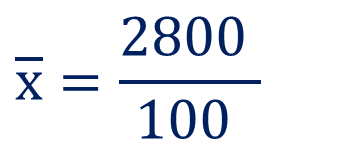 x̅ = 2800/100